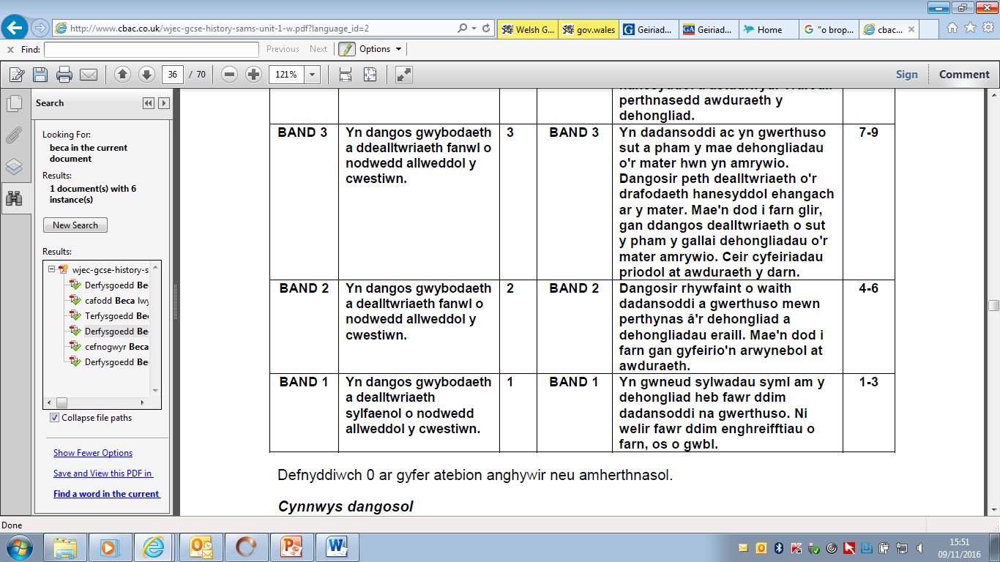 http://www.cbac.co.uk/wjec-gcse-history-sams-unit-1-w.pdf?language_id=2
Welsh G...
gov.wales
Geiriad...
Geiriad...
Home
"o brop...
cbac...
x Find:
Previous Next
Options
36 / 70
121%
Sign
Comment
Search
Looking For:
beca in the current
document
Results:
1 document(s) with 6
instance(s)
New Search
Results:
wjec-gcse-history-s
Derfysgoedd Bec
cafodd Beca lwy
Terfysgoedd Bec
Derfysgoedd Bec
cefnogwyr Beca
Derfysgoedd Bec
Collapse file paths
Show Fewer Options
Save and View this PDF in
Find a word in the current
perthnasedd awduraeth y
dehongliad.
BAND 3
Yn dangos gwybodaeth
a ddealltwriaeth fanwl o
nodwedd allweddol y
cwestiwn.
3
BAND 3
Yn dadansoddi ac yn gwerthuso
sut a pham y mae dehongliadau
o'r mater hwn yn amrywio.
Dangosir peth dealltwriaeth o'r
drafodaeth hanesyddol ehangach
ar y mater. Mae'n dod i farn glir,
gan ddangos dealltwriaeth o sut
y pham y gallai dehongliadau o'r
mater amrywio. Ceir cyfeiriadau
priodol at awduraeth y darn.
7-9
BAND 2
Yn dangos gwybodaeth
a dealltwriaeth fanwl o
nodwedd allweddol y
cwestiwn.
2
BAND 2
Dangosir rhywfaint o waith
dadansoddi a gwerthuso mewn
perthynas â'r dehongliad a
dehongliadau eraill. Mae'n dod i
farn gan gyfeirio'n arwynebol at
awduraeth.
4-6
BAND 1
Yn dangos gwybodaeth
a dealltwriaeth
sylfaenol o nodwedd
allweddol y cwestiwn.
1
BAND 1
Yn gwneud sylwadau syml am y
dehongliad heb fawr ddim
dadansoddi na gwerthuso. Ni
welir fawr ddim enghreifftiau o
farn, os o gwbl.
1-3
Defnyddiwch 0 ar gyfer atebion anghywir neu amherthnasol.
Cynnwys dangosol
Done
15:51
09/11/2016